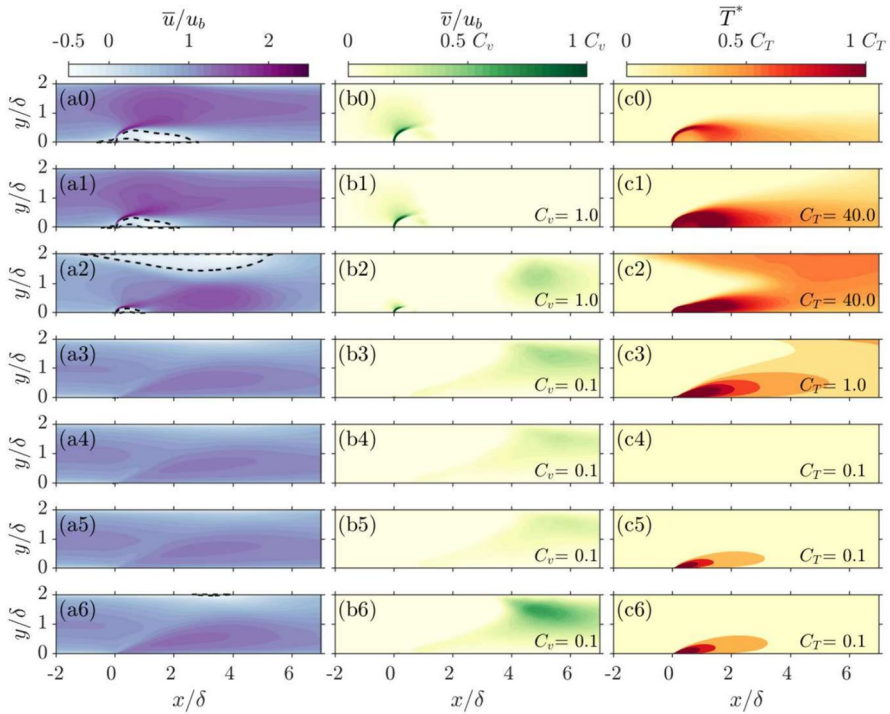 u̅/u_b v̅/u_b T̅*
-0.5 0 1 2 0 0.5 C_v 1 C_v 0 0.5 C_T 1 C_T
2 (a0) (b0) (c0)
y/δ 1
0
2 (a1) (b1) (c1)
y/δ 1
0 C_v= 1.0 C_T= 40.0
2 (a2) (b2) (c2)
y/δ 1
0 C_v= 1.0 C_T= 40.0
2 (a3) (b3) (c3)
y/δ 1
0 C_v= 0.1 C_T= 1.0
2 (a4) (b4) (c4)
y/δ 1
0 C_v= 0.1 C_T= 0.1
2 (a5) (b5) (c5)
y/δ 1
0 C_v= 0.1 C_T= 0.1
2 (a6) (b6) (c6)
y/δ 1
0 C_v= 0.1 C_T= 0.1
-2 0 2 4 6 -2 0 2 4 6 -2 0 2 4 6
x/δ x/δ x/δ